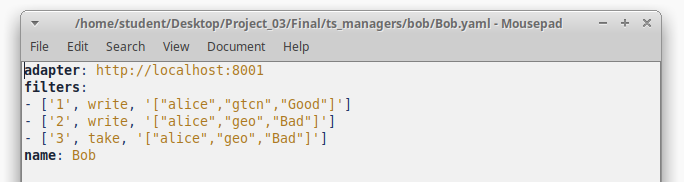 /home/student/Desktop/Project_03/Final/ts_managers/bob/Bob.yaml - Mousepad
File Edit Search View Document Help
adapter: http://localhost:8001
filters:
- ['1', write, '["alice","gtcn","Good"]']
- ['2', write, '["alice","geo","Bad"]']
- ['3', take, '["alice","geo","Bad"]']
name: Bob